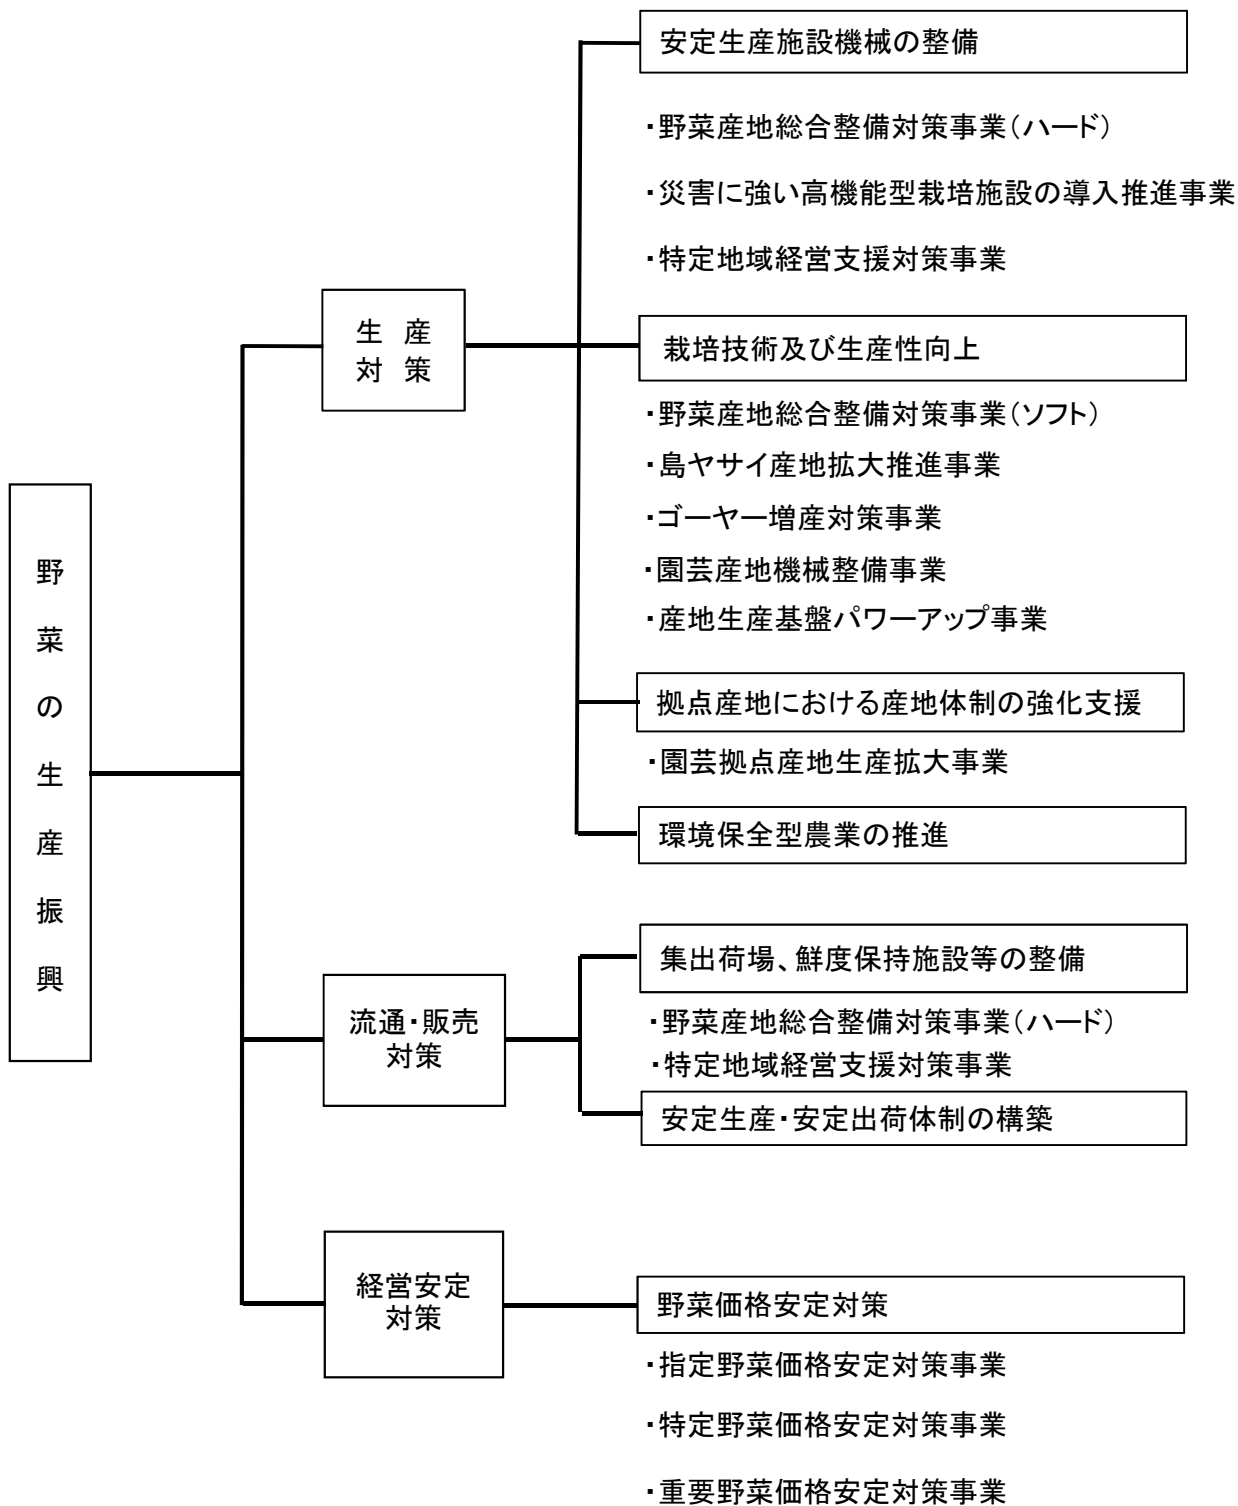 野菜の生産振興
生産
対策
安定生産施設機械の整備
・野菜産地総合整備対策事業(ハード)
・災害に強い高機能型栽培施設の導入推進事業
・特定地域経営支援対策事業
栽培技術及び生産性向上
・野菜産地総合整備対策事業(ソフト)
・島ヤサイ産地拡大推進事業
・ゴーヤー増産対策事業
・園芸産地機械整備事業
・産地生産基盤パワーアップ事業
拠点産地における産地体制の強化支援
・園芸拠点産地生産拡大事業
環境保全型農業の推進
流通・販売
対策
集出荷場、鮮度保持施設等の整備
・野菜産地総合整備対策事業(ハード)
・特定地域経営支援対策事業
安定生産・安定出荷体制の構築
経営安定
対策
野菜価格安定対策
・指定野菜価格安定対策事業
・特定野菜価格安定対策事業
・重要野菜価格安定対策事業